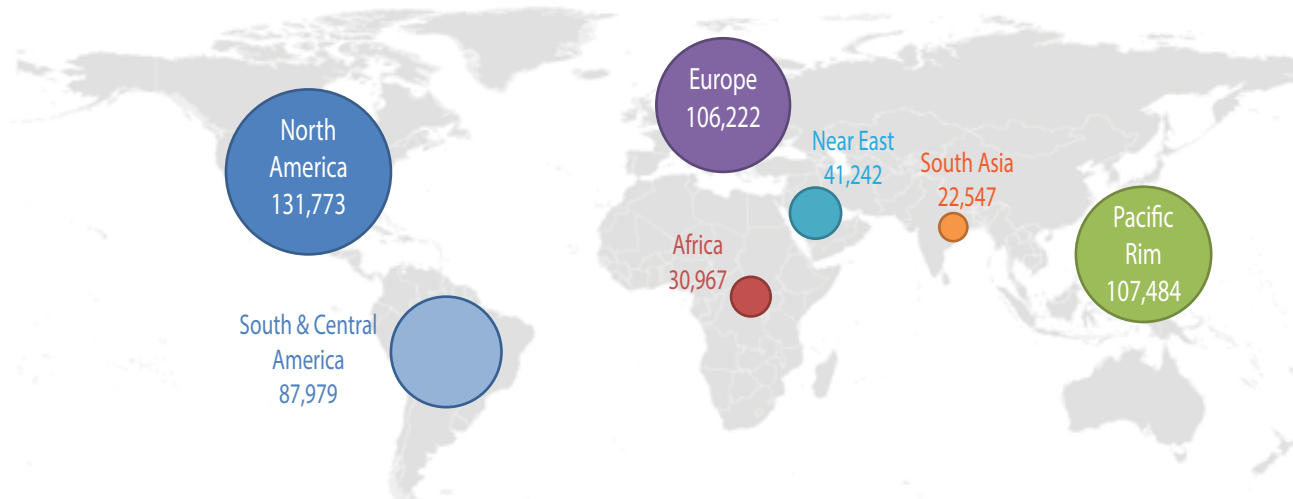 North
America
131,773
Europe
106,222
Near East
41,242
South Asia
22,547
Pacific
Rim
107,484
Africa
30,967
South & Central
America
87,979